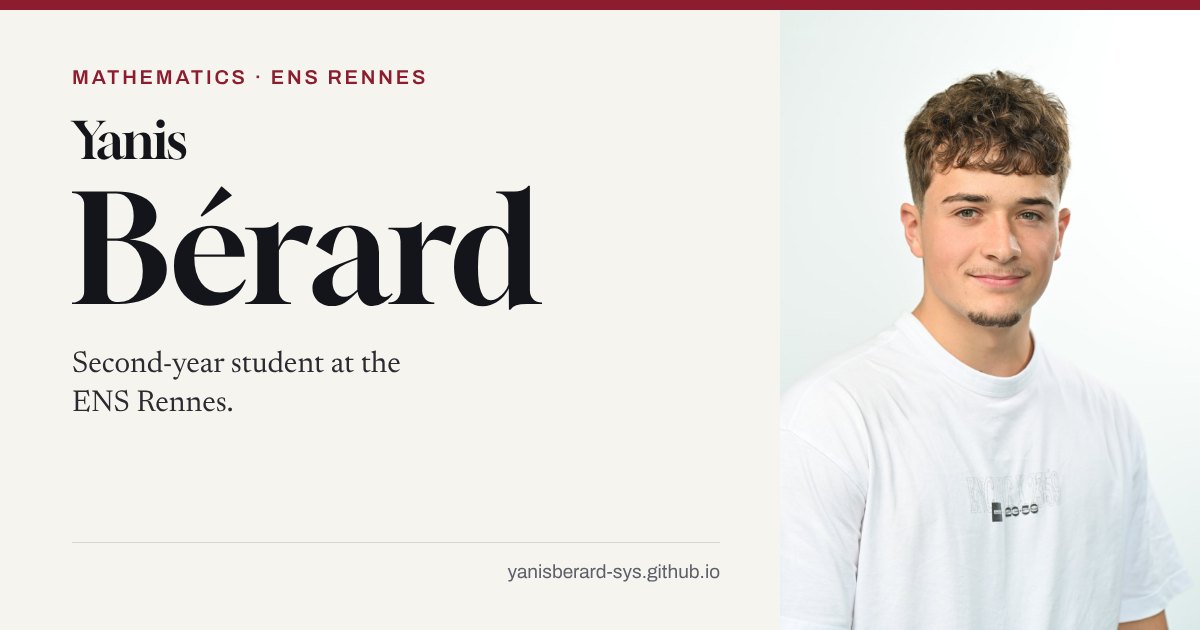 MATHEMATICS · ENS RENNES
Yanis
Bérard
Second-year student at the
ENS Rennes.
yanisberard-sys.github.io